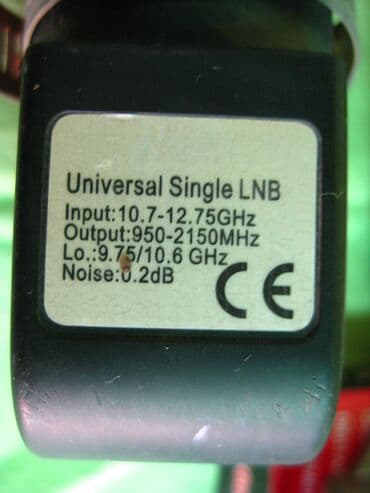 Universal Single LNB
Input:10.7-12.75GHz
Output:950-2150MHz
Lo.:9.75/10.6 GHz
Noise:0.2dB
CE